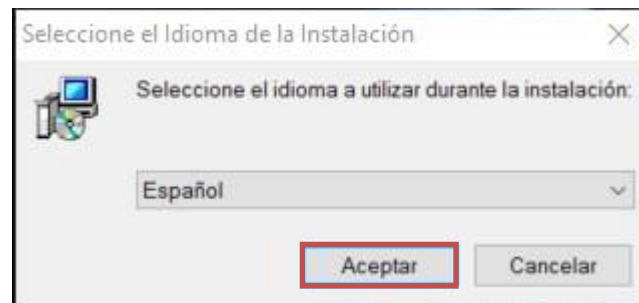 Seleccione el Idioma de la Instalación
Seleccione el idioma a utilizar durante la instalación:
Español
Aceptar Cancelar